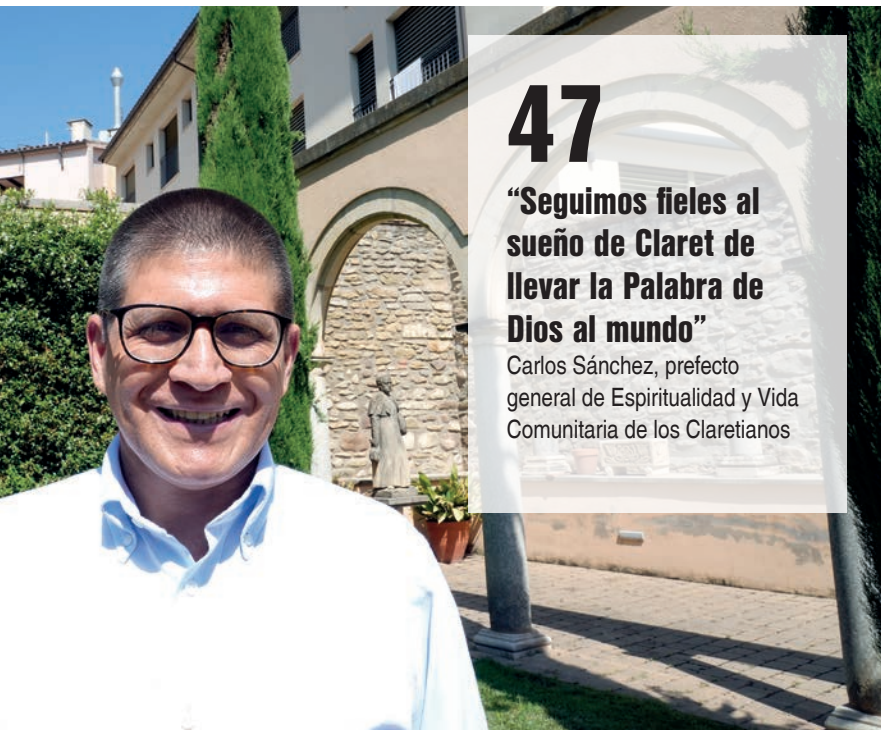 47
“Seguimos fieles al
sueño de Claret de
llevar la Palabra de
Dios al mundo”
Carlos Sánchez, prefecto
general de Espiritualidad y Vida
Comunitaria de los Claretianos